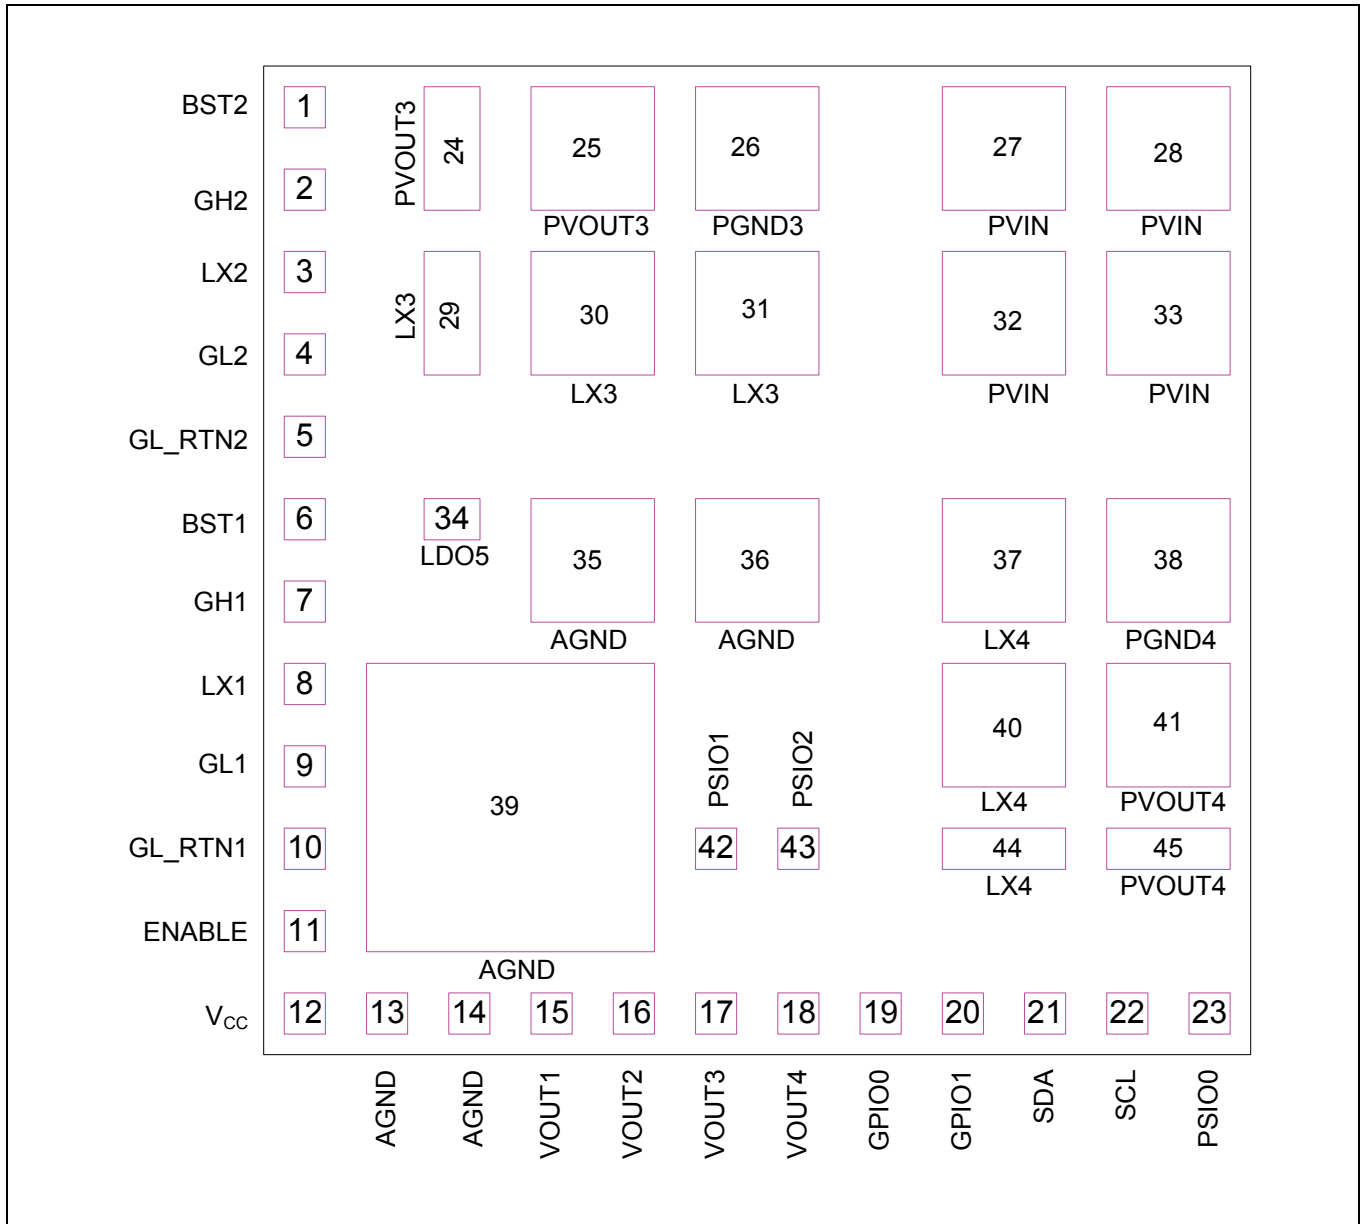 BST2 1 PVOUT3 24 25 26 27 28
GH2 2 PVOUT3 PGND3 PVIN PVIN
LX2 3 LX3 29 30 31 32 33
GL2 4 LX3 LX3 PVIN PVIN
GL_RTN2 5
BST1 6 34 35 36 37 38
LDO5
GH1 7 AGND AGND LX4 PGND4
LX1 8 PSIO1 PSIO2 40 41
GL1 9 39 LX4 PVOUT4
GL_RTN1 10 42 43 44 45
LX4 PVOUT4
ENABLE 11
AGND
VCC 12 13 14 15 16 17 18 19 20 21 22 23
AGND AGND VOUT1 VOUT2 VOUT3 VOUT4 GPIO0 GPIO1 SDA SCL PSIO0